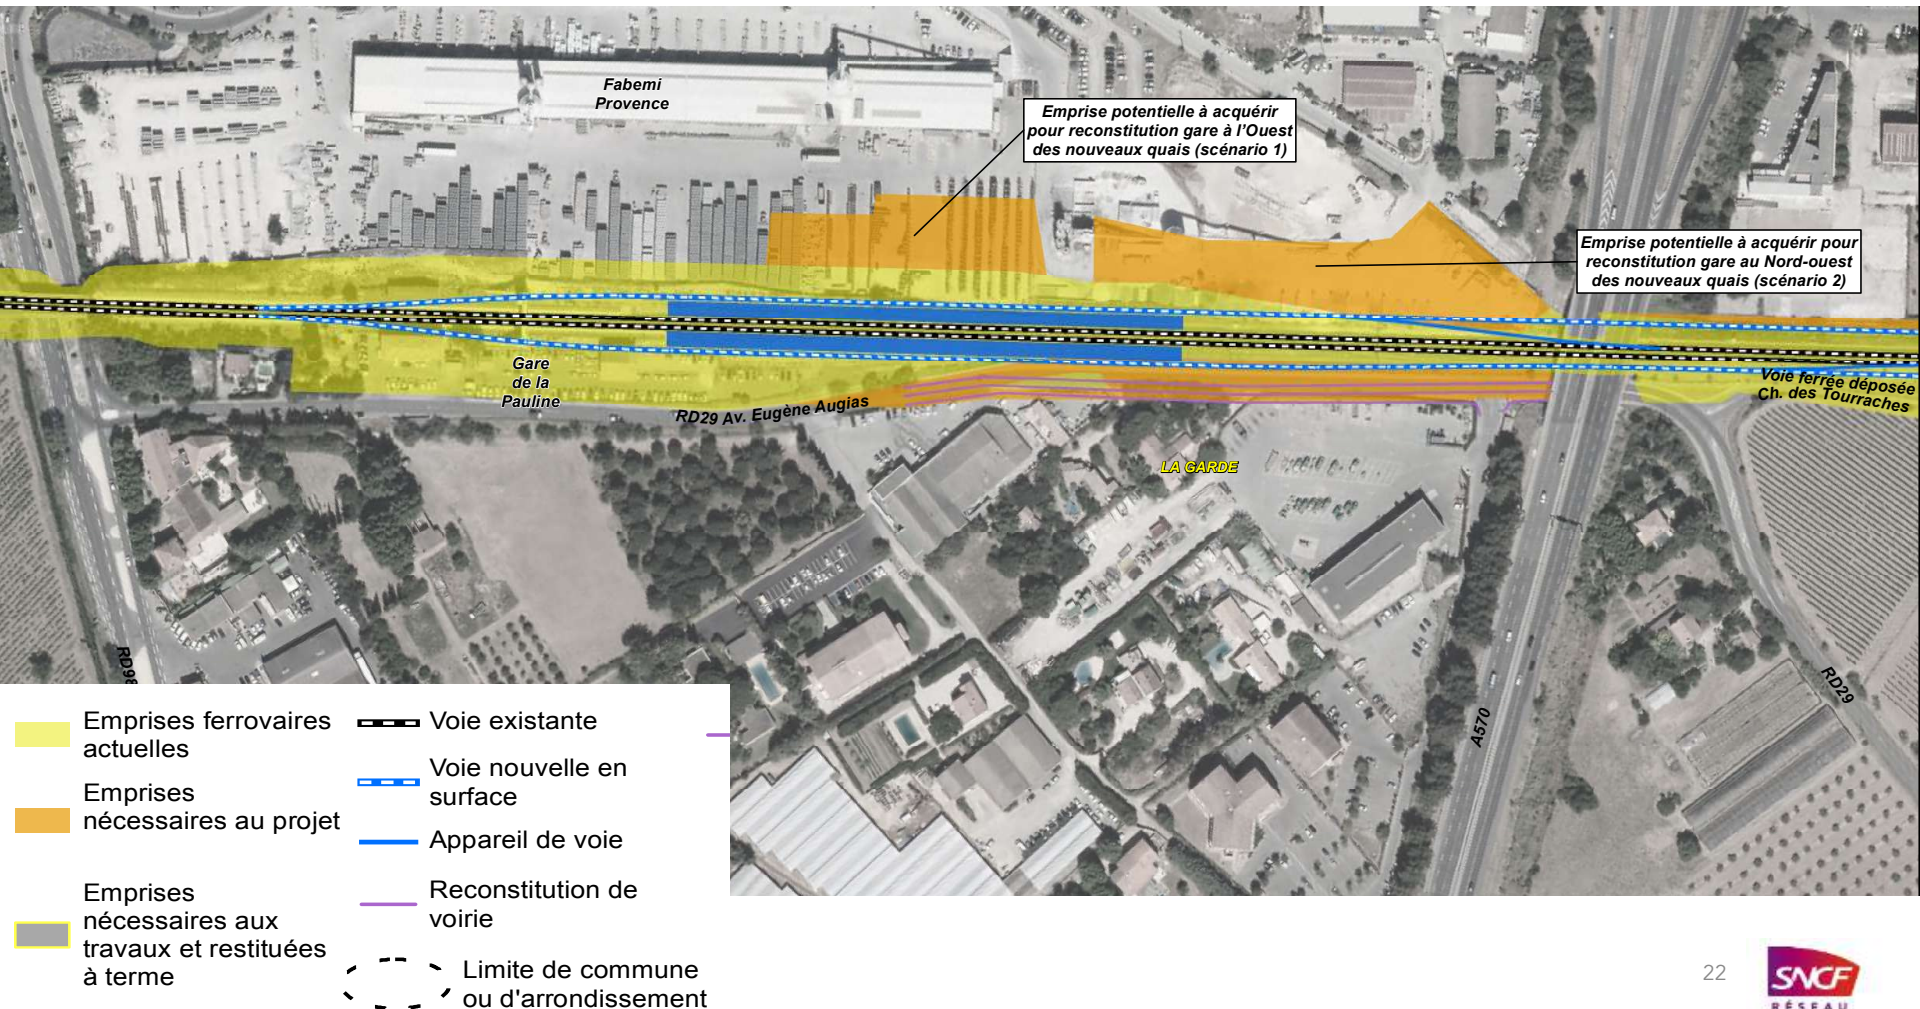 Fabemi
Provence
Emprise potentielle à acquérir
pour reconstitution gare à l'Ouest
des nouveaux quais (scénario 1)
Emprise potentielle à acquérir pour
reconstitution gare au Nord-ouest
des nouveaux quais (scénario 2)
Gare
de la
Pauline
RD29 Av. Eugène Augias
Voie ferrée déposée
Ch. des Tourraches
LA GARDE
RD98
A570
RD29
Emprises ferrovaires
actuelles
Emprises
nécessaires au projet
Emprises
nécessaires aux
travaux et restituées
à terme
Voie existante
Voie nouvelle en
surface
Appareil de voie
Reconstitution de
voirie
Limite de commune
ou d'arrondissement
22
SNCF
RÉSEAU